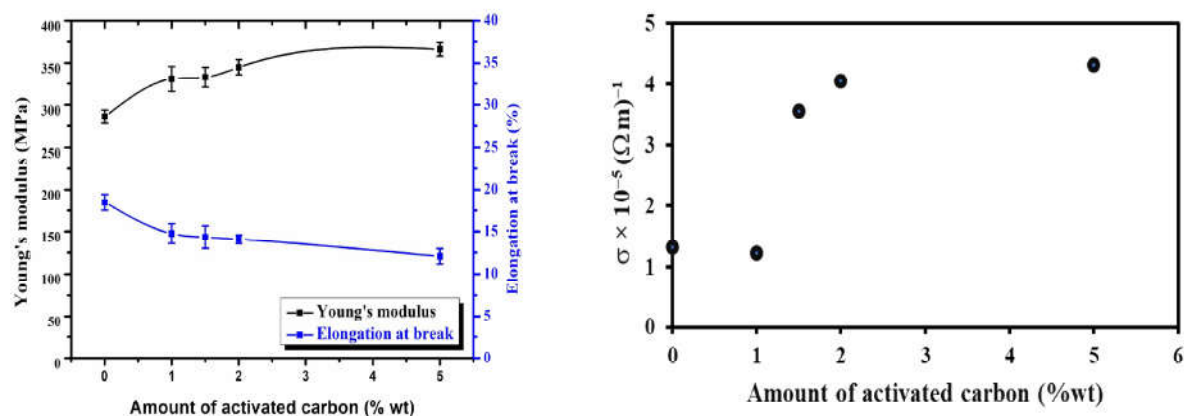 Young's modulus (MPa)
400
350
300
250
200
150
100
50
0
Elongation at break (%)
40
35
30
25
20
15
10
5
0
Young's modulus
Elongation at break
0 1 2 3 4 5
Amount of activated carbon (% wt)
σ × 10⁻⁵ (Ω m)⁻¹
5
4
3
2
1
0
0 1 2 3 4 5 6
Amount of activated carbon (%wt)